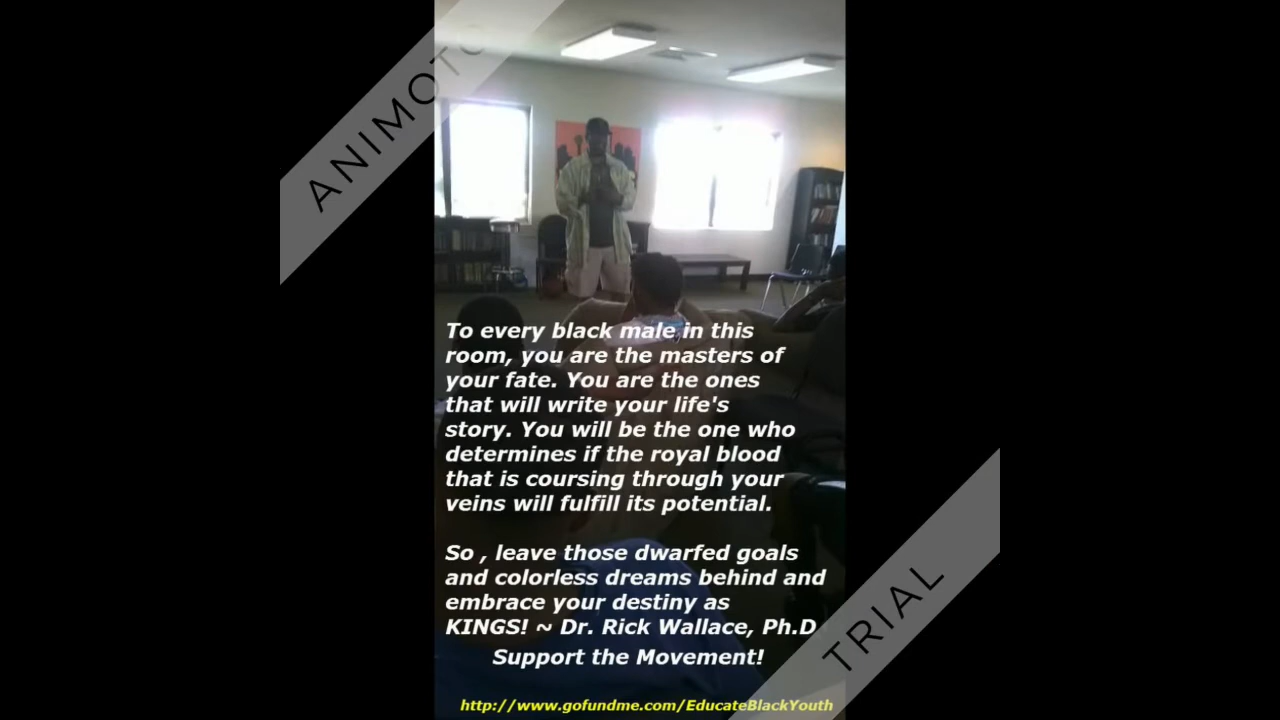 ANIMOTO
To every black male in this
room, you are the masters of
your fate. You are the ones
that will write your life's
story. You will be the one who
determines if the royal blood
that is coursing through your
veins will fulfill its potential.
So , leave those dwarfed goals
and colorless dreams behind and
embrace your destiny as
KINGS! ~ Dr. Rick Wallace, Ph.D.
Support the Movement!
TRIAL
http://www.gofundme.com/EducateBlackYouth